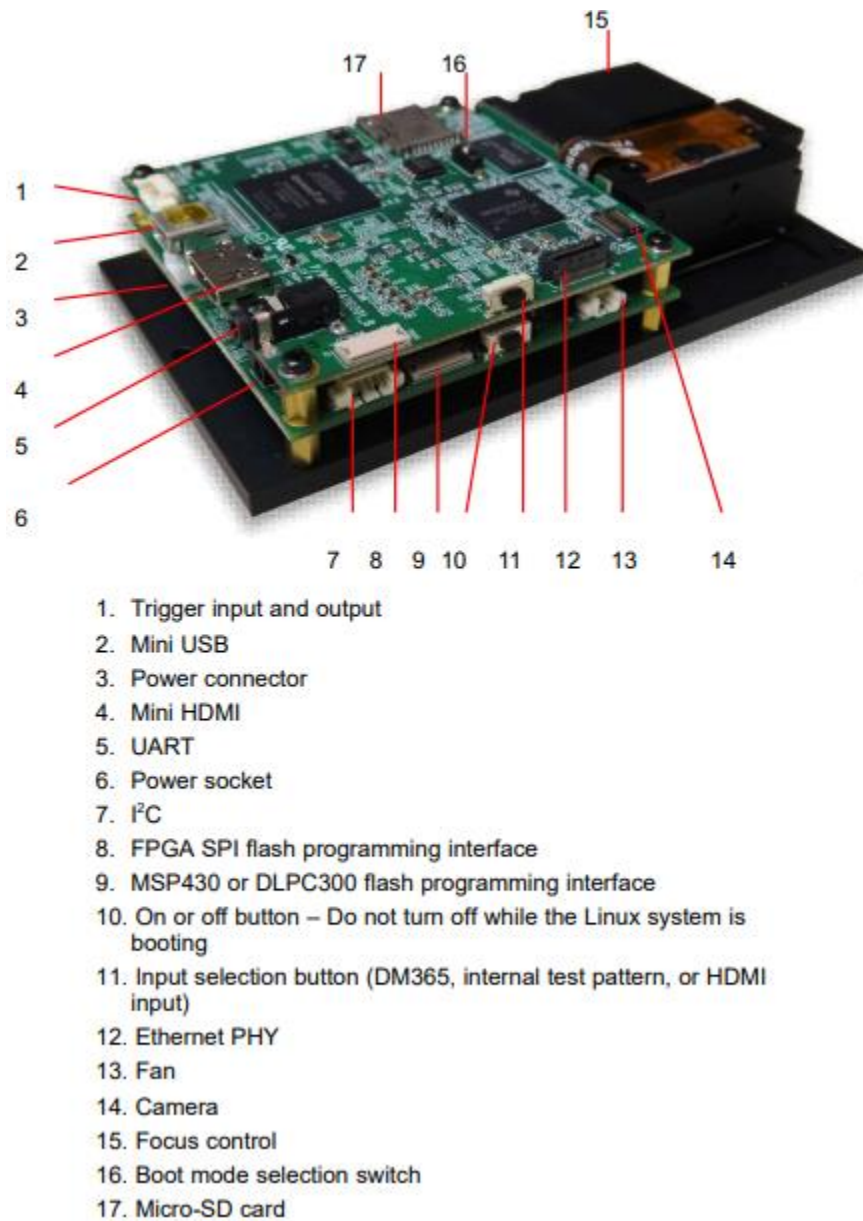 15
17 16
1
2
3
4
5
6
7 8 9 10 11 12 13 14
1. Trigger input and output
2. Mini USB
3. Power connector
4. Mini HDMI
5. UART
6. Power socket
7. I²C
8. FPGA SPI flash programming interface
9. MSP430 or DLPC300 flash programming interface
10. On or off button – Do not turn off while the Linux system is
booting
11. Input selection button (DM365, internal test pattern, or HDMI
input)
12. Ethernet PHY
13. Fan
14. Camera
15. Focus control
16. Boot mode selection switch
17. Micro-SD card